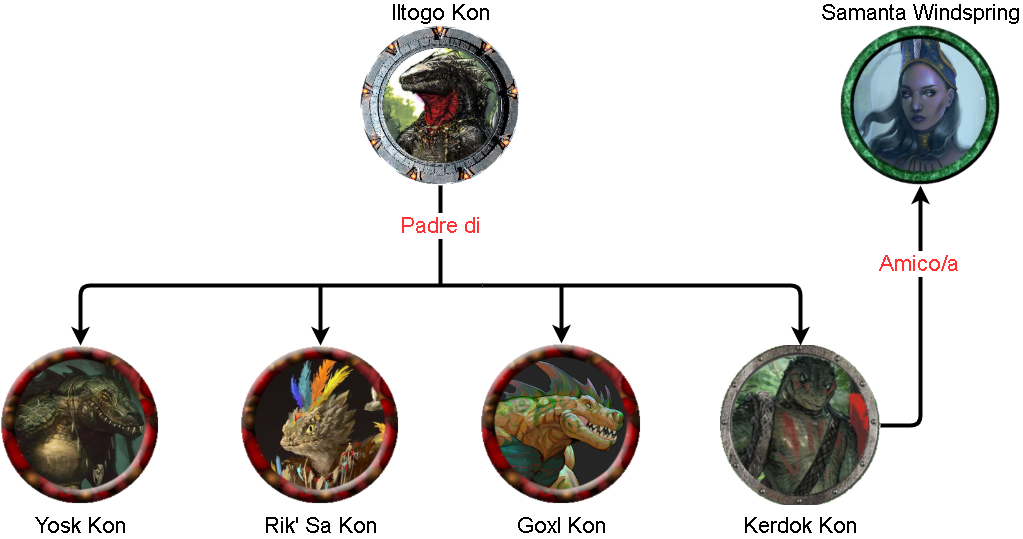 Iltogo Kon
Samanta Windspring
Padre di
Amico/a
Yosk Kon
Rik' Sa Kon
Goxl Kon
Kerdok Kon